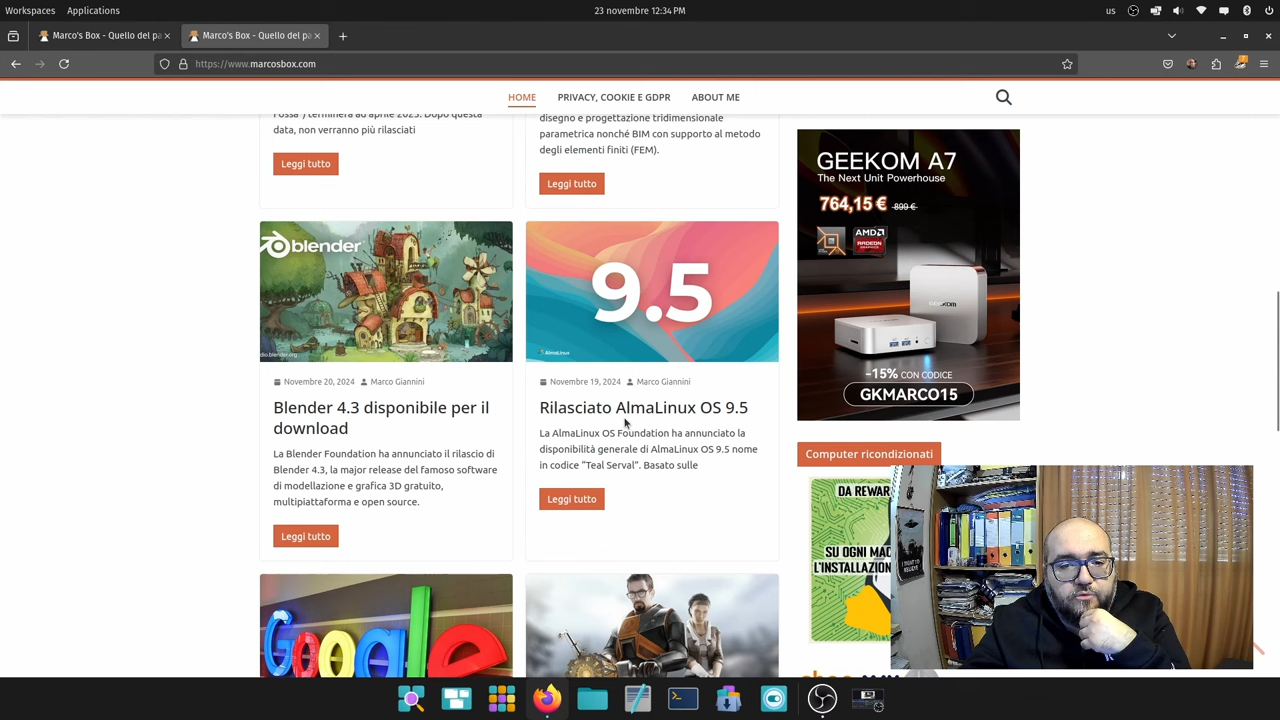 Workspaces Applications 23 novembre 12:34 PM us
Marco's Box - Quello del pa Marco's Box - Quello del pa
https://www.marcosbox.com
HOME PRIVACY, COOKIE E GDPR ABOUT ME
data, non verranno più rilasciati
Leggi tutto
disegno e progettazione tridimensionale
parametrica nonché BIM con supporto al metodo
degli elementi finiti (FEM).
Leggi tutto
blender
Novembre 20, 2024 Marco Giannini
Blender 4.3 disponibile per il
download
La Blender Foundation ha annunciato il rilascio di
Blender 4.3, la major release del famoso software
di modellazione e grafica 3D gratuito,
multipiattaforma e open source.
Leggi tutto
9.5
AlmaLinux
Novembre 19, 2024 Marco Giannini
Rilasciato AlmaLinux OS 9.5
La AlmaLinux OS Foundation ha annunciato la
disponibilità generale di AlmaLinux OS 9.5 nome
in codice “Teal Serval”. Basato sulle
Leggi tutto
Google
GEEKOM A7
The Next Unit Powerhouse
764,15 € 899 €
AMD
RADEON
GEEKOM
-15% CON CODICE
GKMARCO15
Computer ricondizionati
DA REWAR
SU OGNI MAC
L'INSTALLAZION